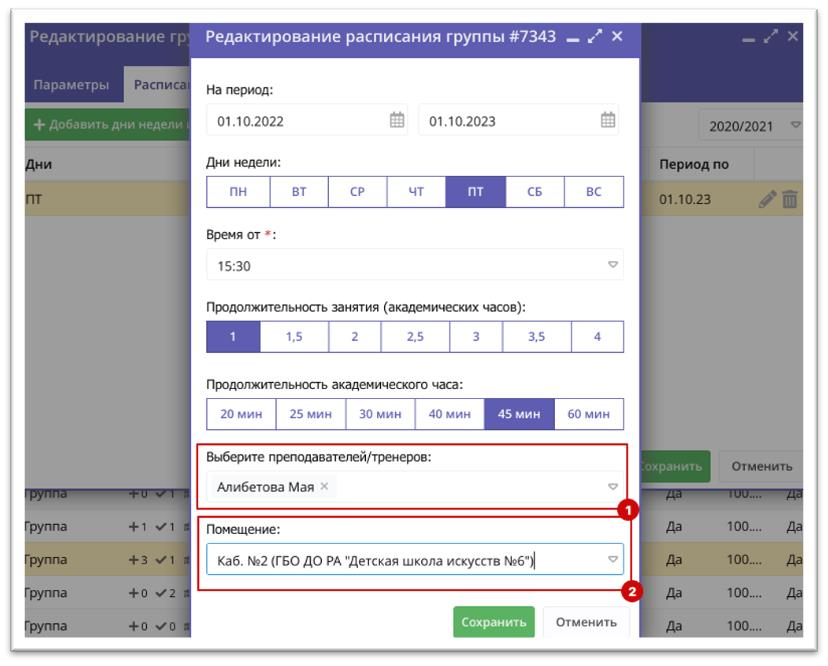 Редактирование гру
Редактирование расписания группы #7343
Параметры
Расписа
+ Добавить дни недели
2020/2021
Дни
Период по
ПТ
01.10.23
На период:
01.10.2022
01.10.2023
Дни недели:
ПН ВТ СР ЧТ ПТ СБ ВС
Время от *:
15:30
Продолжительность занятия (академических часов):
1 1,5 2 2,5 3 3,5 4
Продолжительность академического часа:
20 мин 25 мин 30 мин 40 мин 45 мин 60 мин
Выберите преподавателей/тренеров:
Алибетова Мая ×
1
Помещение:
Каб. №2 (ГБО ДО РА "Детская школа искусств №6")
2
Сохранить Отменить
охранить Отменить
Группа +0 ✓1 Да 100.... Да
Группа +1 ✓1 Да 100.... Да
Группа +3 ✓1 Да 100.... Да
Группа +0 ✓2 Да 100.... Да
Группа +0 ✓0 Да 100.... Да